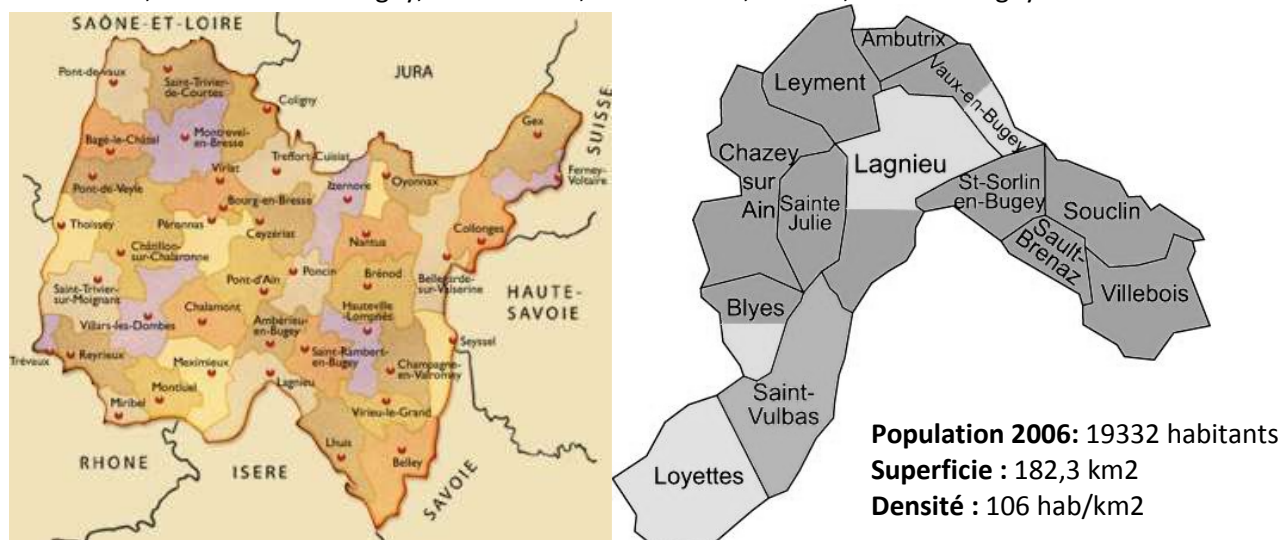 SAÔNE-ET-LOIRE
JURA
SUISSE
HAUTE-
SAVOIE
SAVOIE
ISERE
RHONE
Pont-de-vaux
Saint-Trivier-
de-Courtes
Coligny
Bagé-le-Châtel
Montrevel-
en-Bresse
Treffort-Cuisiat
Viriat
Pont-de-Veyle
Bourg-en-Bresse
Izernore
Oyonnax
Gex
Ferney-
Voltaire
Thoissey
Péronnas
Ceyzériat
Nantua
Collonges
Châtillon-
sur-Chalaronne
Pont-d'Ain
Poncin
Brénod
Bellegarde-
sur-Valserine
Saint-Trivier-
sur-Moignans
Villars-les-Dombes
Chalamont
Ambérieu-
en-Bugey
Hauteville
-Lompnès
Seyssel
Trévoux
Reyrieux
Meximieux
Saint-Rambert-
en-Bugey
Champagne-
en-Valromey
Montluel
Lagnieu
Miribel
Virieu-le-Grand
Lhuis
Belley
Ambutrix
Leyment
Vaux-en-Bugey
Chazey
sur
Ain
Lagnieu
Sainte
Julie
St-Sorlin
en-Bugey
Souclin
Sault-
Brenaz
Villebois
Blyes
Saint-
Vulbas
Loyettes
Population 2006: 19332 habitants
Superficie : 182,3 km2
Densité : 106 hab/km2